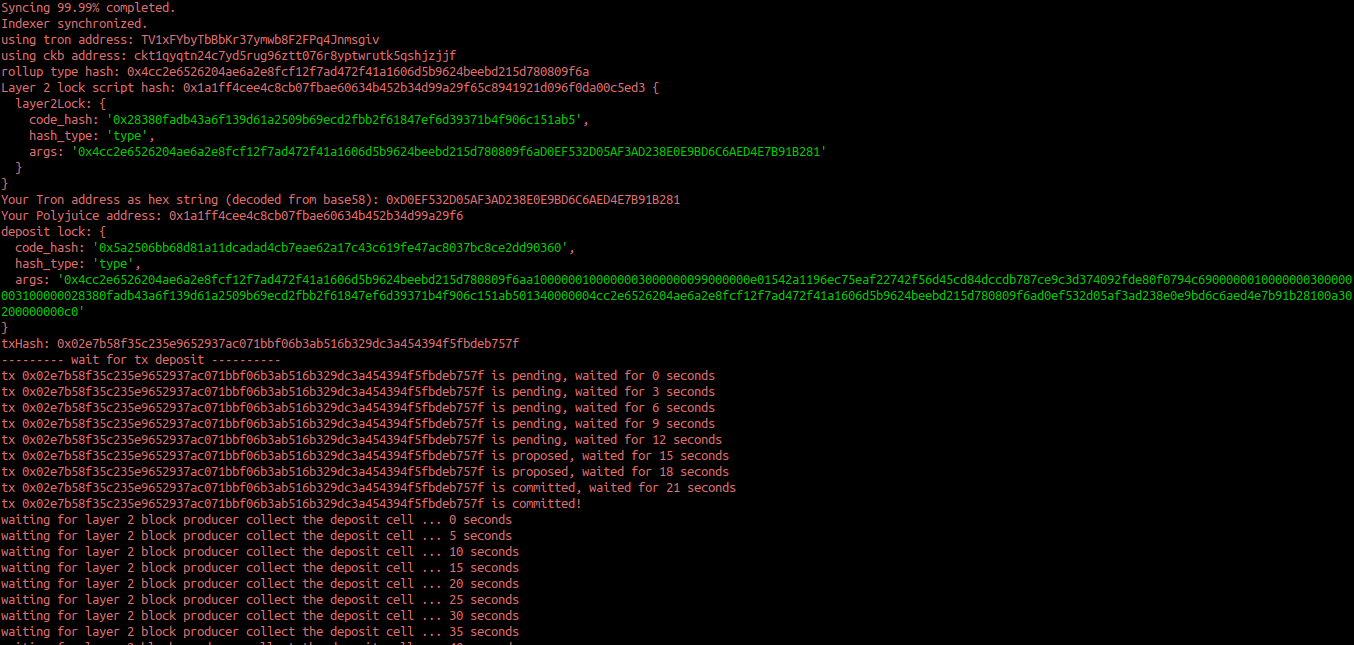 Syncing 99.99% completed.
Indexer synchronized.
using tron address: TV1xFYbyTbBbKr37ymwb8F2FPq4Jnmsgiv
using ckb address: ckt1qyqtn24c7yd5rug96ztt076r8yptwrutk5qshjzjjf
rollup type hash: 0x4cc2e6526204ae6a2e8fcf12f7ad472f41a1606d5b9624beebd215d780809f6a
Layer 2 lock script hash: 0x1a1ff4cee4c8cb07fbae60634b452b34d99a29f65c8941921d096f0da00c5ed3 {
  layer2Lock: {
    code_hash: '0x28380fadb43a6f139d61a2509b69ecd2fbb2f61847ef6d39371b4f906c151ab5',
    hash_type: 'type',
    args: '0x4cc2e6526204ae6a2e8fcf12f7ad472f41a1606d5b9624beebd215d780809f6aD0EF532D05AF3AD238E0E9BD6C6AED4E7B91B281'
  }
}
Your Tron address as hex string (decoded from base58): 0xD0EF532D05AF3AD238E0E9BD6C6AED4E7B91B281
Your Polyjuice address: 0x1a1ff4cee4c8cb07fbae60634b452b34d99a29f6
deposit lock: {
  code_hash: '0x5a2506bb68d81a11dcadad4cb7eae62a17c43c619fe47ac8037bc8ce2dd90360',
  hash_type: 'type',
  args: '0x4cc2e6526204ae6a2e8fcf12f7ad472f41a1606d5b9624beebd215d780809f6aa1000000100000003000000099000000e01542a1196ec75eaf22742f56d45cd84dccdb787ce9c3d374092fde80f0794c6900000010000000300000
003100000028380fadb43a6f139d61a2509b69ecd2fbb2f61847ef6d39371b4f906c151ab501340000004cc2e6526204ae6a2e8fcf12f7ad472f41a1606d5b9624beebd215d780809f6ad0ef532d05af3ad238e0e9bd6c6aed4e7b91b28100a30
200000000c0'
}
txHash: 0x02e7b58f35c235e9652937ac071bbf06b3ab516b329dc3a454394f5fbdeb757f
--------- wait for tx deposit ----------
tx 0x02e7b58f35c235e9652937ac071bbf06b3ab516b329dc3a454394f5fbdeb757f is pending, waited for 0 seconds
tx 0x02e7b58f35c235e9652937ac071bbf06b3ab516b329dc3a454394f5fbdeb757f is pending, waited for 3 seconds
tx 0x02e7b58f35c235e9652937ac071bbf06b3ab516b329dc3a454394f5fbdeb757f is pending, waited for 6 seconds
tx 0x02e7b58f35c235e9652937ac071bbf06b3ab516b329dc3a454394f5fbdeb757f is pending, waited for 9 seconds
tx 0x02e7b58f35c235e9652937ac071bbf06b3ab516b329dc3a454394f5fbdeb757f is pending, waited for 12 seconds
tx 0x02e7b58f35c235e9652937ac071bbf06b3ab516b329dc3a454394f5fbdeb757f is proposed, waited for 15 seconds
tx 0x02e7b58f35c235e9652937ac071bbf06b3ab516b329dc3a454394f5fbdeb757f is proposed, waited for 18 seconds
tx 0x02e7b58f35c235e9652937ac071bbf06b3ab516b329dc3a454394f5fbdeb757f is committed, waited for 21 seconds
tx 0x02e7b58f35c235e9652937ac071bbf06b3ab516b329dc3a454394f5fbdeb757f is committed!
waiting for layer 2 block producer collect the deposit cell ... 0 seconds
waiting for layer 2 block producer collect the deposit cell ... 5 seconds
waiting for layer 2 block producer collect the deposit cell ... 10 seconds
waiting for layer 2 block producer collect the deposit cell ... 15 seconds
waiting for layer 2 block producer collect the deposit cell ... 20 seconds
waiting for layer 2 block producer collect the deposit cell ... 25 seconds
waiting for layer 2 block producer collect the deposit cell ... 30 seconds
waiting for layer 2 block producer collect the deposit cell ... 35 seconds